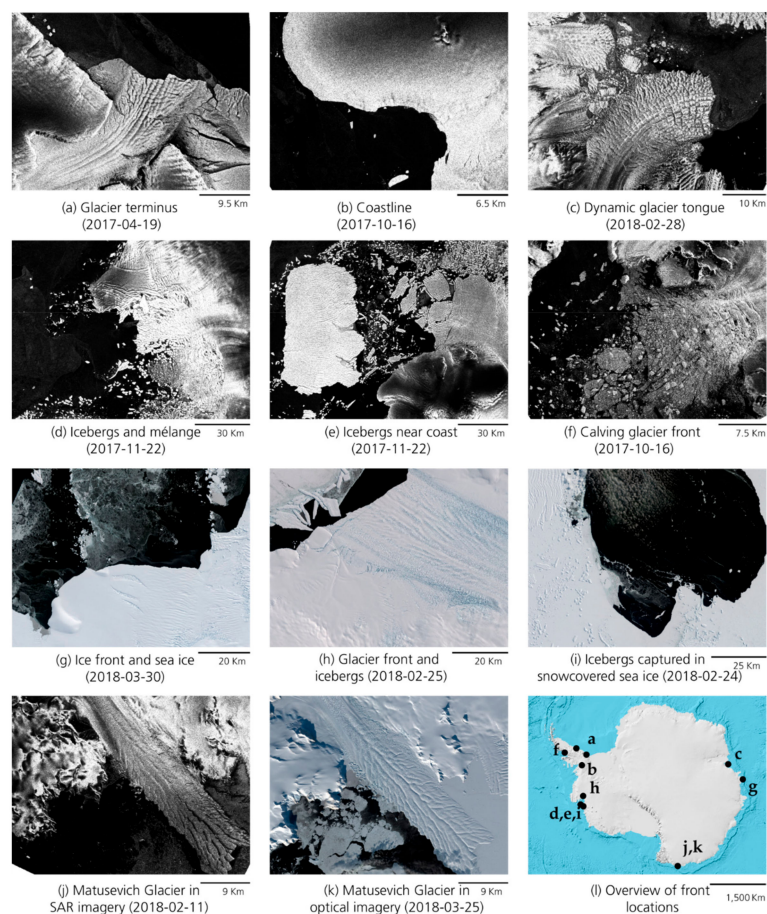 9.5 Km
6.5 Km
10 Km
(a) Glacier terminus
(2017-04-19)
(b) Coastline
(2017-10-16)
(c) Dynamic glacier tongue
(2018-02-28)
30 Km
30 Km
7.5 Km
(d) Icebergs and mélange
(2017-11-22)
(e) Icebergs near coast
(2017-11-22)
(f) Calving glacier front
(2017-10-16)
20 Km
20 Km
25 Km
(g) Ice front and sea ice
(2018-03-30)
(h) Glacier front and
icebergs (2018-02-25)
(i) Icebergs captured in
snowcovered sea ice (2018-02-24)
a
f
b
c
h
g
d,e,i
j,k
9 Km
9 Km
1,500 Km
(j) Matusevich Glacier in
SAR imagery (2018-02-11)
(k) Matusevich Glacier in
optical imagery (2018-03-25)
(l) Overview of front
locations